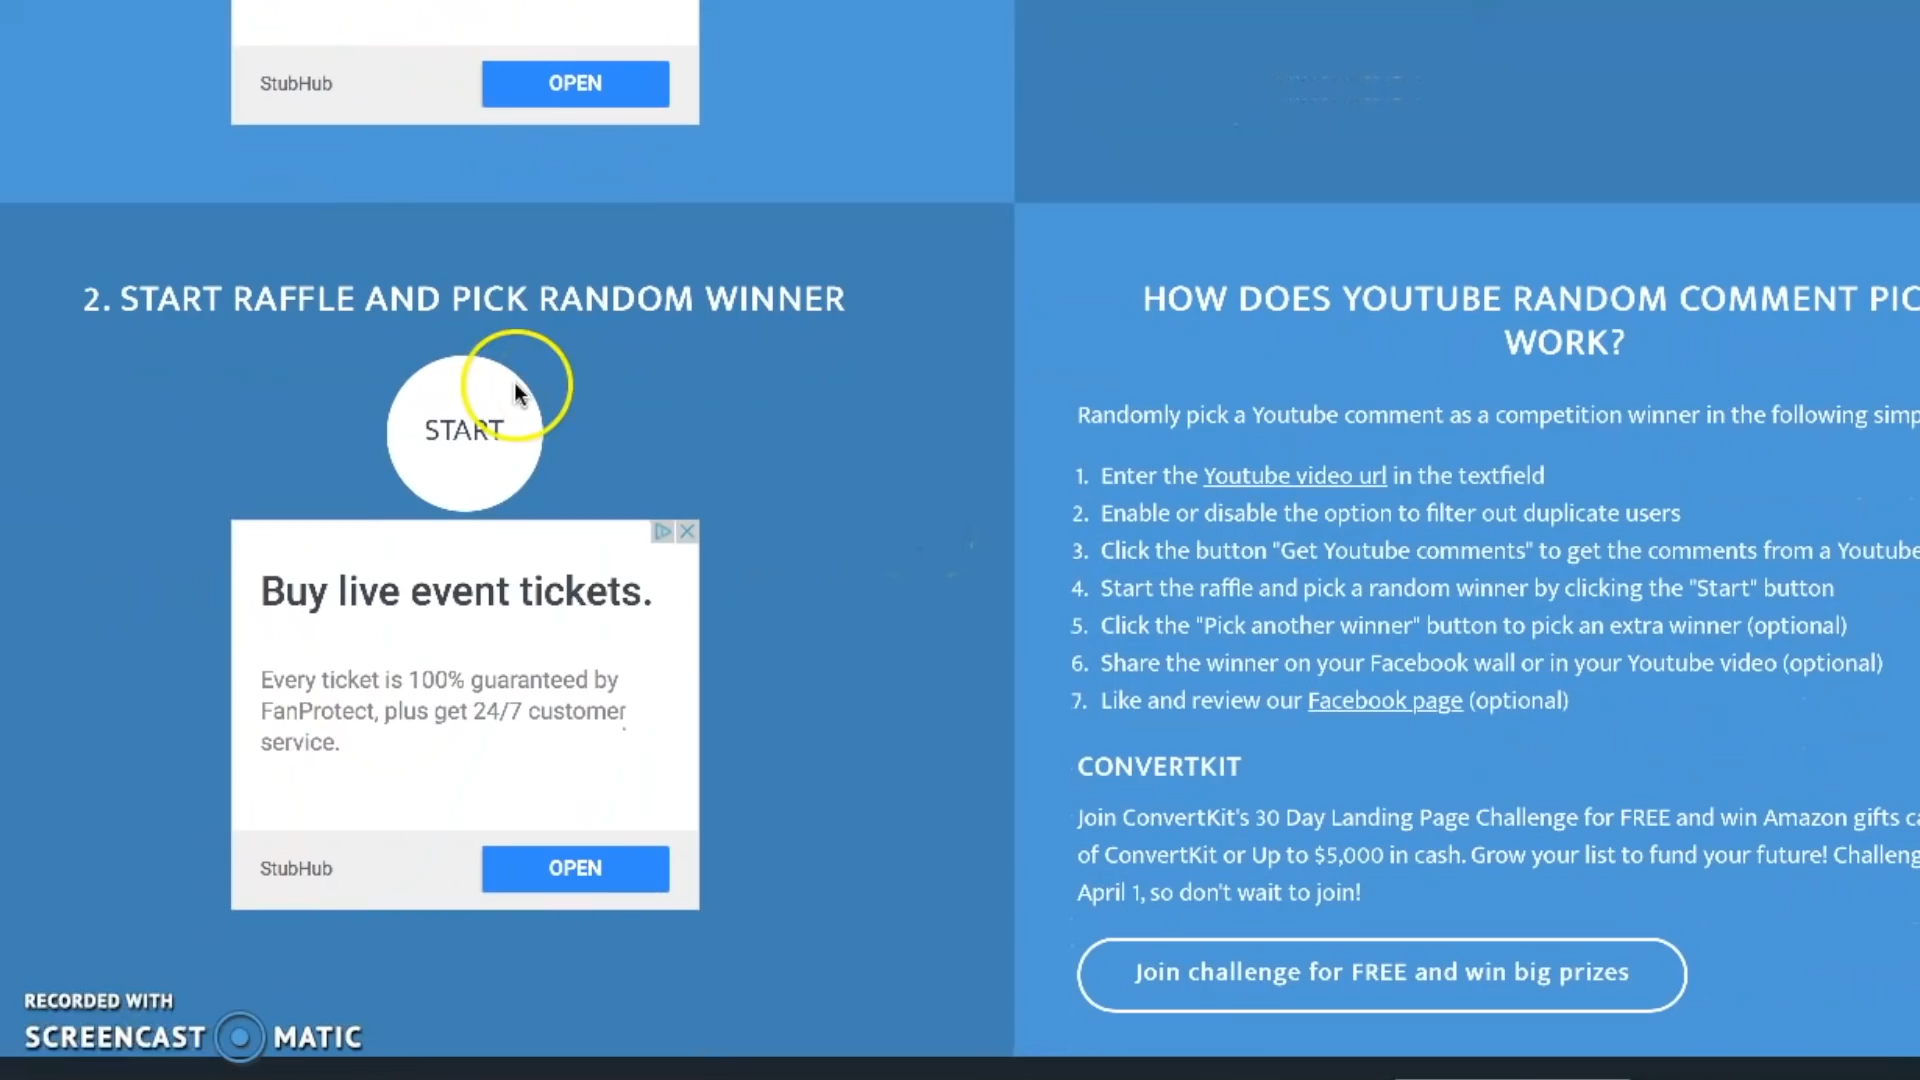 StubHub
OPEN
2. START RAFFLE AND PICK RANDOM WINNER
START
Buy live event tickets.
Every ticket is 100% guaranteed by
FanProtect, plus get 24/7 customer
service.
StubHub
OPEN
RECORDED WITH
SCREENCAST MATIC
HOW DOES YOUTUBE RANDOM COMMENT
WORK?
Randomly pick a Youtube comment as a competition winner in the following
1. Enter the Youtube video url in the textfield
2. Enable or disable the option to filter out duplicate users
3. Click the button "Get Youtube comments" to get the comments from a Youtube
4. Start the raffle and pick a random winner by clicking the "Start" button
5. Click the "Pick another winner" button to pick an extra winner (optional)
6. Share the winner on your Facebook wall or in your Youtube video (optional)
7. Like and review our Facebook page (optional)
CONVERTKIT
Join ConvertKit's 30 Day Landing Page Challenge for FREE and win Amazon gifts
of ConvertKit or Up to $5,000 in cash. Grow your list to fund your future!
April 1, so don't wait to join!
Join challenge for FREE and win big prizes